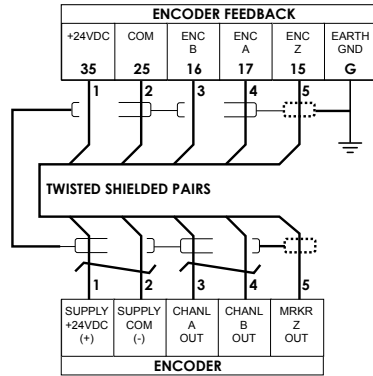 ENCODER FEEDBACK
+24VDC COM ENC ENC ENC EARTH
B A Z GND
35 25 16 17 15 G
1 2 3 4 5
TWISTED SHIELDED PAIRS
1 2 3 4 5
SUPPLY SUPPLY CHANL CHANL MRKR
+24VDC COM A B Z
(+) (-) OUT OUT OUT
ENCODER